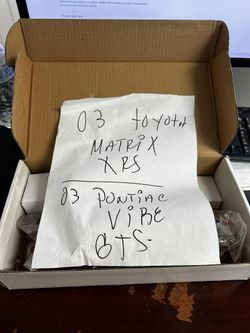 03 toyota
MATRiX
XRS
03 PONTiAC
ViBE
GTS